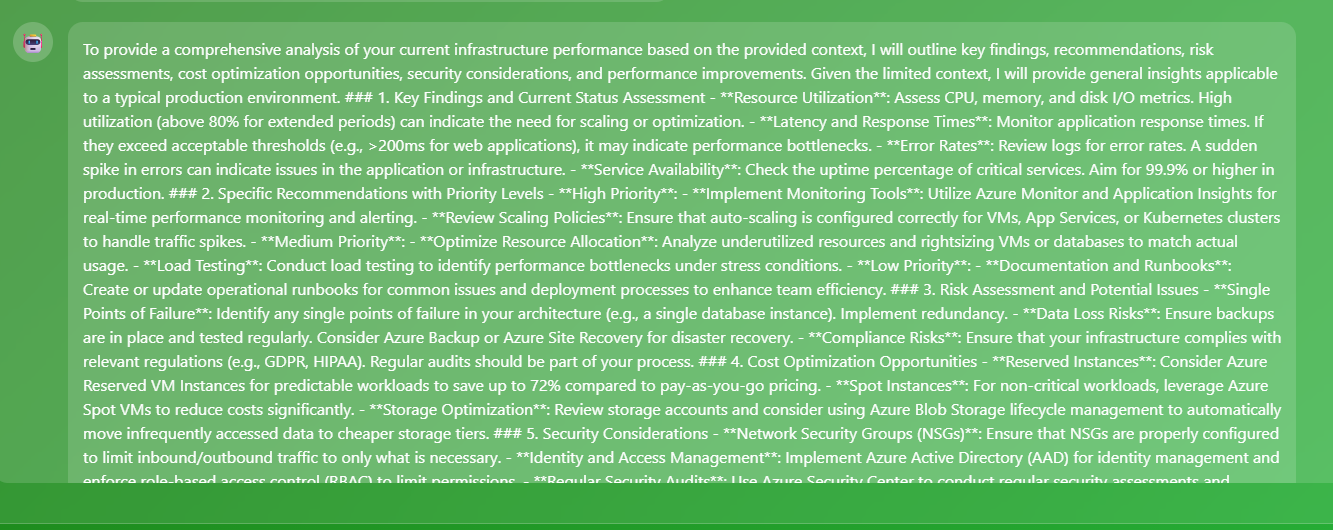 To provide a comprehensive analysis of your current infrastructure performance based on the provided context, I will outline key findings, recommendations, risk
assessments, cost optimization opportunities, security considerations, and performance improvements. Given the limited context, I will provide general insights applicable
to a typical production environment. ### 1. Key Findings and Current Status Assessment - **Resource Utilization**: Assess CPU, memory, and disk I/O metrics. High
utilization (above 80% for extended periods) can indicate the need for scaling or optimization. - **Latency and Response Times**: Monitor application response times. If
they exceed acceptable thresholds (e.g., >200ms for web applications), it may indicate performance bottlenecks. - **Error Rates**: Review logs for error rates. A sudden
spike in errors can indicate issues in the application or infrastructure. - **Service Availability**: Check the uptime percentage of critical services. Aim for 99.9% or higher in
production. ### 2. Specific Recommendations with Priority Levels - **High Priority**: - **Implement Monitoring Tools**: Utilize Azure Monitor and Application Insights for
real-time performance monitoring and alerting. - **Review Scaling Policies**: Ensure that auto-scaling is configured correctly for VMs, App Services, or Kubernetes clusters
to handle traffic spikes. - **Medium Priority**: - **Optimize Resource Allocation**: Analyze underutilized resources and rightsizing VMs or databases to match actual
usage. - **Load Testing**: Conduct load testing to identify performance bottlenecks under stress conditions. - **Low Priority**: - **Documentation and Runbooks**:
Create or update operational runbooks for common issues and deployment processes to enhance team efficiency. ### 3. Risk Assessment and Potential Issues - **Single
Points of Failure**: Identify any single points of failure in your architecture (e.g., a single database instance). Implement redundancy. - **Data Loss Risks**: Ensure backups
are in place and tested regularly. Consider Azure Backup or Azure Site Recovery for disaster recovery. - **Compliance Risks**: Ensure that your infrastructure complies with
relevant regulations (e.g., GDPR, HIPAA). Regular audits should be part of your process. ### 4. Cost Optimization Opportunities - **Reserved Instances**: Consider Azure
Reserved VM Instances for predictable workloads to save up to 72% compared to pay-as-you-go pricing. - **Spot Instances**: For non-critical workloads, leverage Azure
Spot VMs to reduce costs significantly. - **Storage Optimization**: Review storage accounts and consider using Azure Blob Storage lifecycle management to automatically
move infrequently accessed data to cheaper storage tiers. ### 5. Security Considerations - **Network Security Groups (NSGs)**: Ensure that NSGs are properly configured
to limit inbound/outbound traffic to only what is necessary. - **Identity and Access Management**: Implement Azure Active Directory (AAD) for identity management and
enforce role-based access control (RBAC) to limit permissions. - **Regular Security Audits**: Use Azure Security Center to conduct regular security assessments and